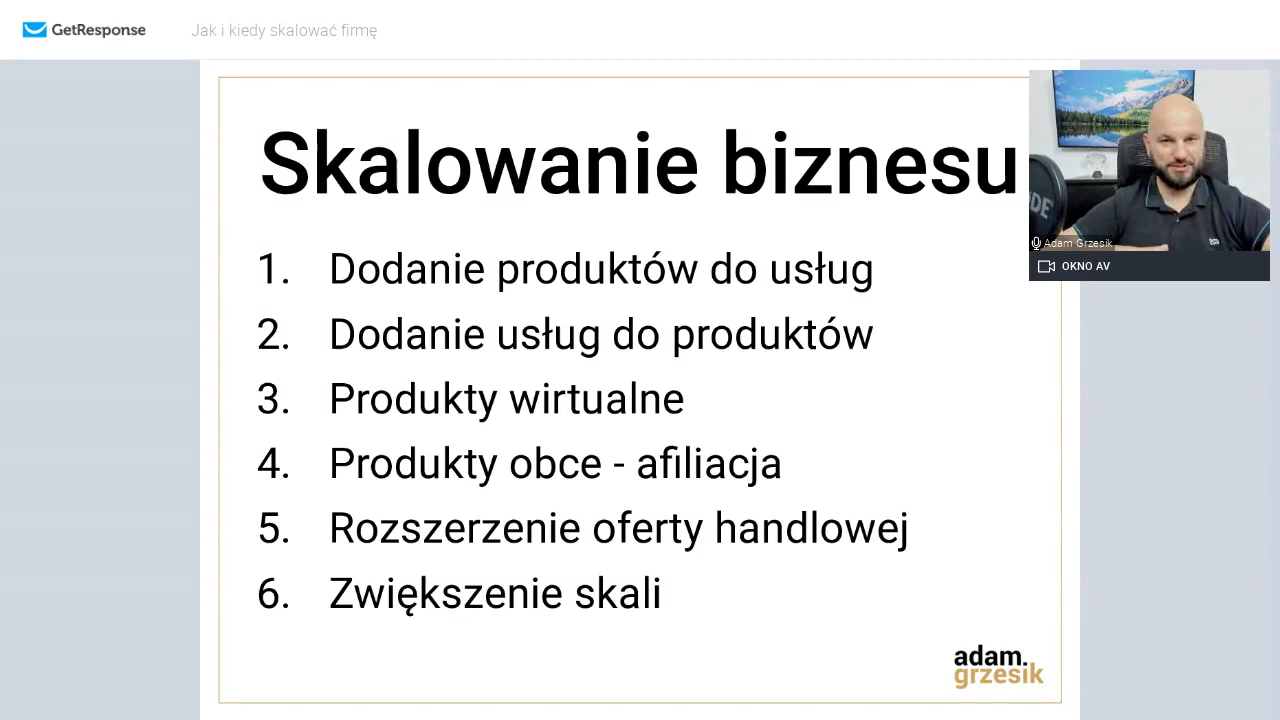 GetResponse
Jak i kiedy skalować firmę
Skalowanie biznesu
1. Dodanie produktów do usług
2. Dodanie usług do produktów
3. Produkty wirtualne
4. Produkty obce - afiliacja
5. Rozszerzenie oferty handlowej
6. Zwiększenie skali
Adam Grzesik
OKNO AV
adam.
grzesik